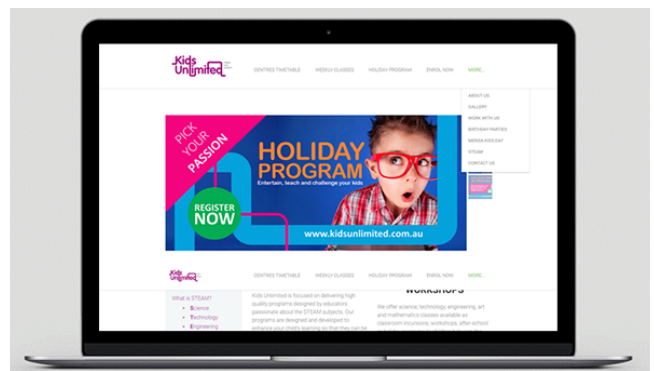 Kids
Unlimited
CENTRES TIMETABLE WEEKLY CLASSES HOLIDAY PROGRAM ENROL NOW MORE...
ABOUT US
GALLERY
WORK WITH US
BIRTHDAY PARTIES
MENSA KIDS DAY
STEAM
CONTACT US
PICK
YOUR
PASSION
HOLIDAY
PROGRAM
Entertain, teach and challenge your kids
REGISTER
NOW
www.kidsunlimited.com.au
Kids
Unlimited
CENTRES TIMETABLE WEEKLY CLASSES HOLIDAY PROGRAM ENROL NOW MORE...
WORKSHOPS
What is STEAM?
Science
Technology
Engineering
Kids Unlimited is focused on delivering high
quality programs designed by educators
passionate about the STEAM subjects. Our
programs are designed and developed to
enhance your child's learning so that they can be
We offer science, technology, engineering, art
and mathematics classes available as
classroom incursions, workshops, after-school